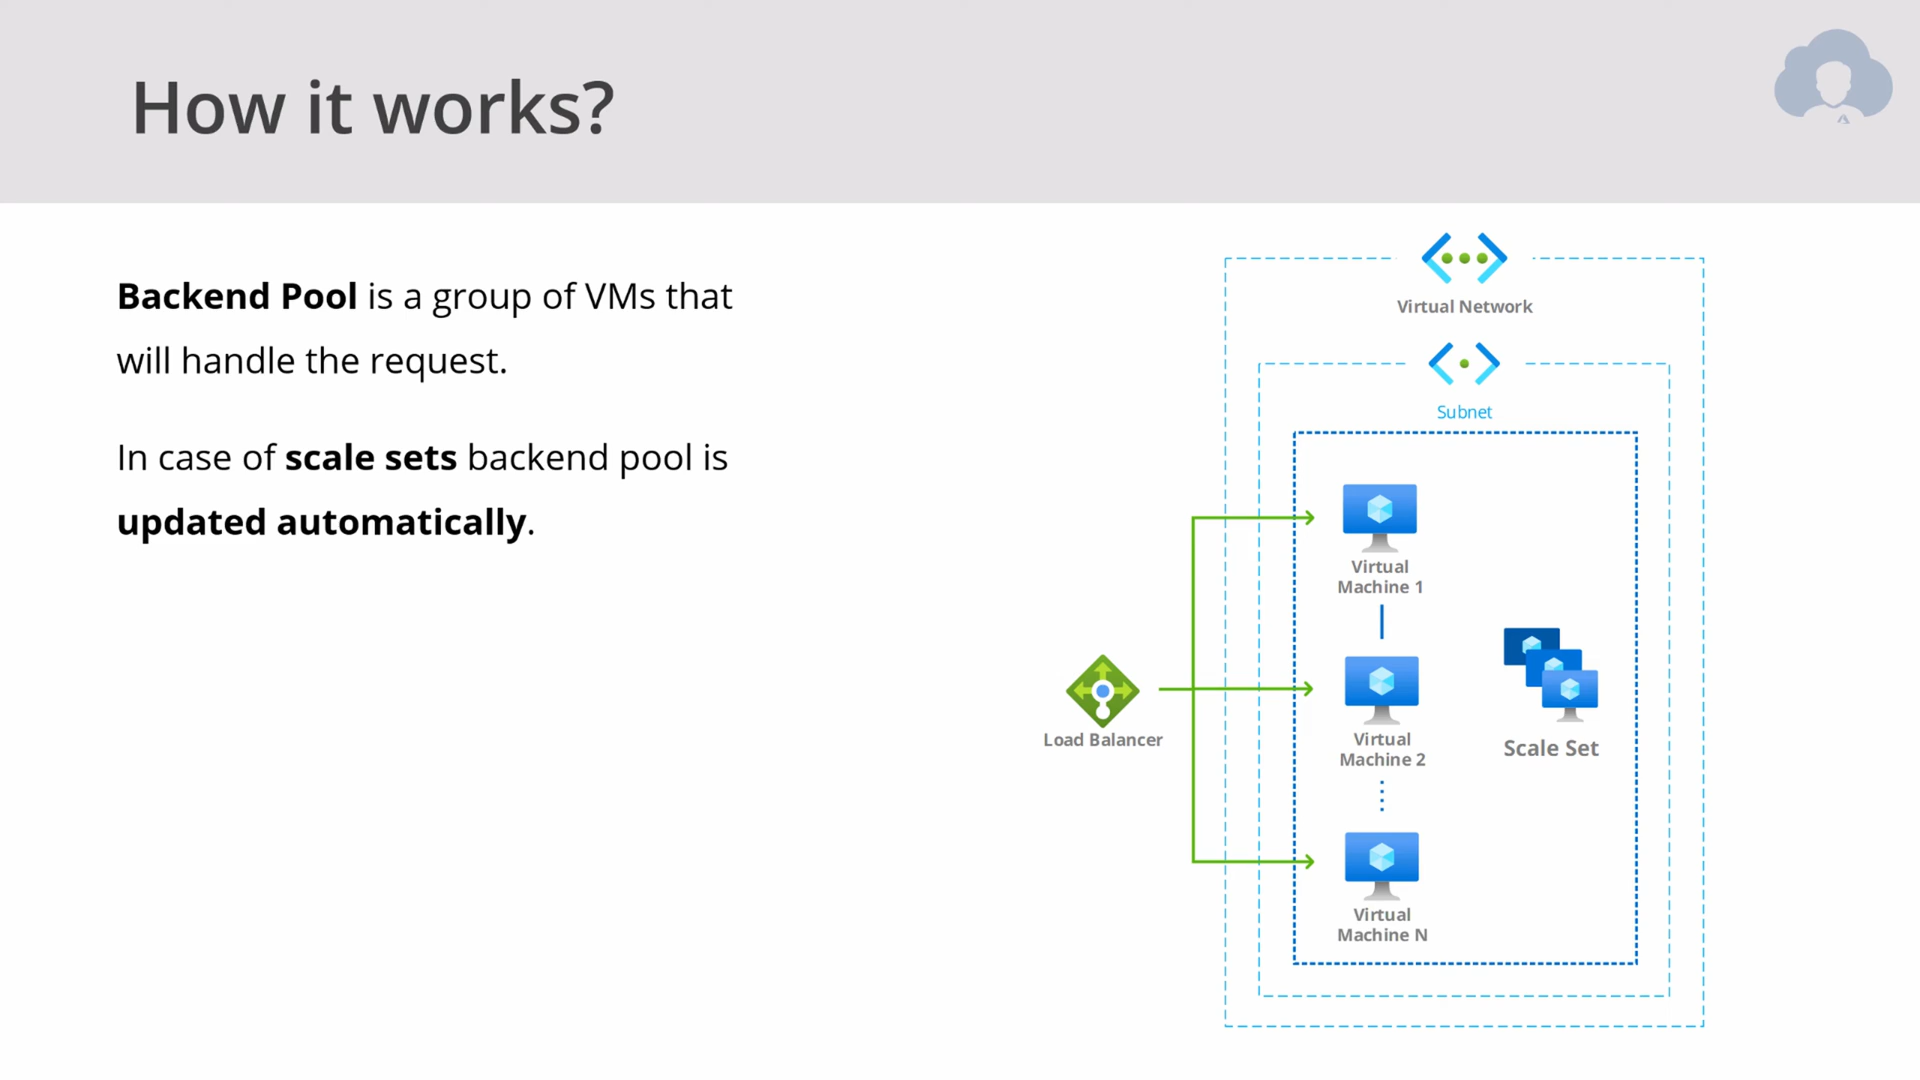 How it works?
Backend Pool is a group of VMs that
will handle the request.
In case of scale sets backend pool is
updated automatically.
Virtual Network
Subnet
Virtual
Machine 1
Load Balancer
Virtual
Machine 2
Scale Set
Virtual
Machine N